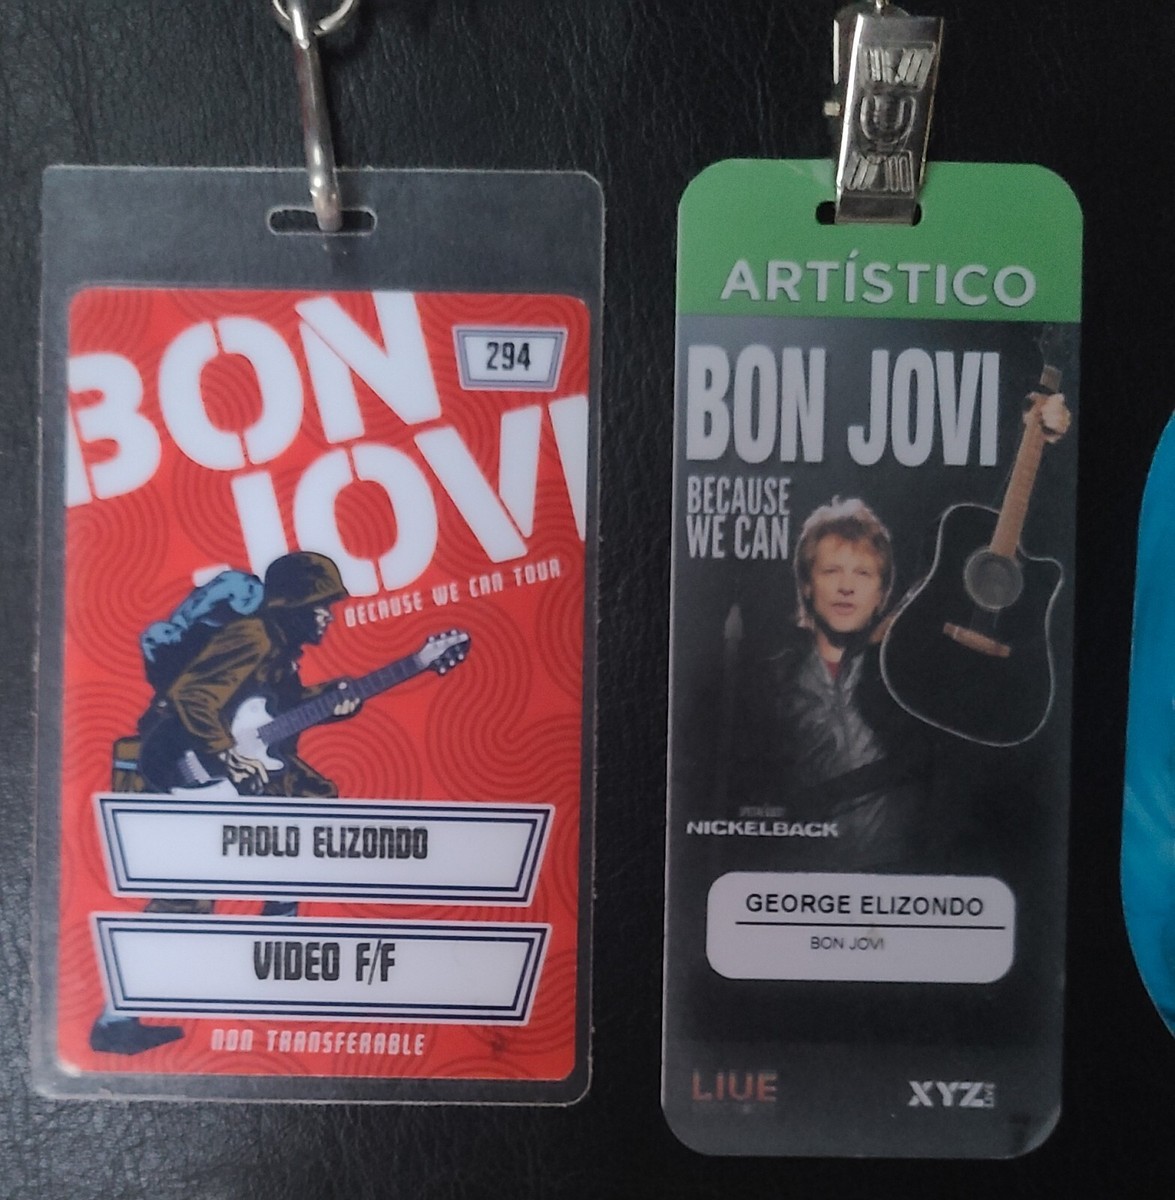 BON
JOVI
294
BECAUSE WE CAN TOUR
PAOLO ELIZONDO
VIDEO F/F
NON TRANSFERABLE
ARTÍSTICO
BON JOVI
BECAUSE
WE CAN
NICKELBACK
GEORGE ELIZONDO
BON JOVI
LIVE
XYZ